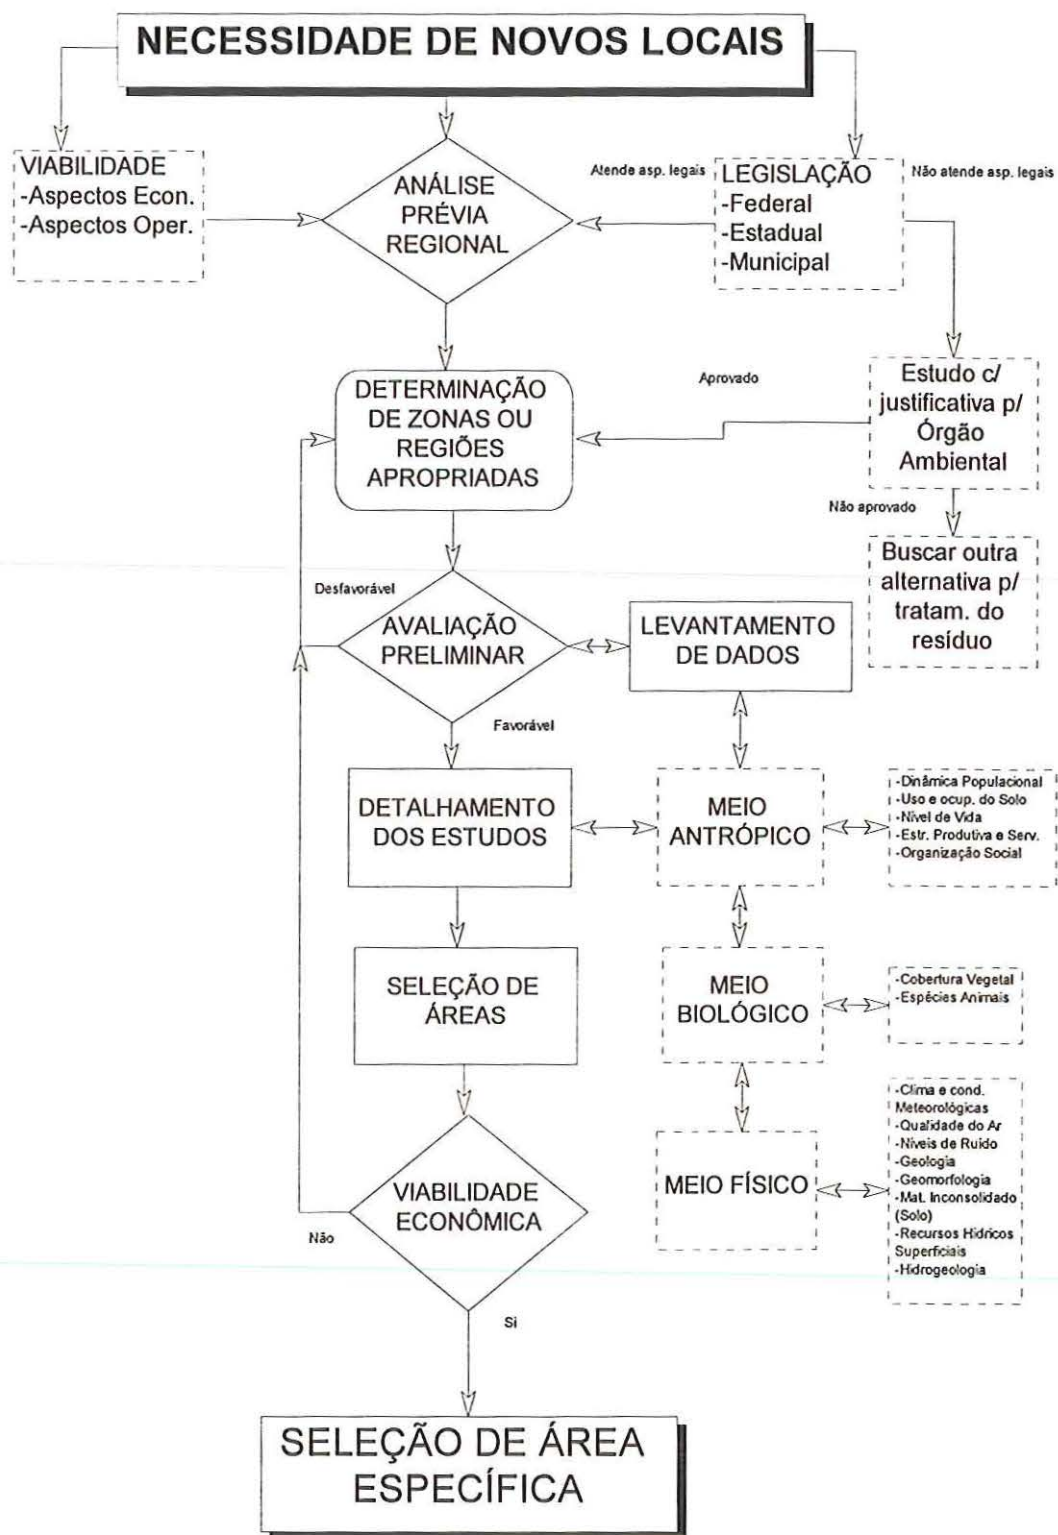 NECESSIDADE DE NOVOS LOCAIS
VIABILIDADE
-Aspectos Econ.
-Aspectos Oper.
ANÁLISE
PRÉVIA
REGIONAL
Atende asp. legais
LEGISLAÇÃO
-Federal
-Estadual
-Municipal
Não atende asp. legais
DETERMINAÇÃO
DE ZONAS OU
REGIÕES
APROPRIADAS
Aprovado
Estudo c/
justificativa p/
Órgão
Ambiental
Não aprovado
Buscar outra
alternativa p/
tratam. do
resíduo
Desfavorável
AVALIAÇÃO
PRELIMINAR
LEVANTAMENTO
DE DADOS
Favorável
DETALHAMENTO
DOS ESTUDOS
MEIO
ANTRÓPICO
-Dinâmica Populacional
-Uso e ocup. do Solo
-Nível de Vida
-Estr. Produtiva e Serv.
-Organização Social
SELEÇÃO DE
ÁREAS
MEIO
BIOLÓGICO
-Cobertura Vegetal
-Espécies Animais
MEIO FÍSICO
-Clima e cond.
Meteorológicas
-Qualidade do Ar
-Níveis de Ruído
-Geologia
-Geomorfologia
-Mat. Inconsolidado
(Solo)
-Recursos Hídricos
Superficiais
-Hidrogeologia
VIABILIDADE
ECONÔMICA
Não
Si
SELEÇÃO DE ÁREA
ESPECÍFICA